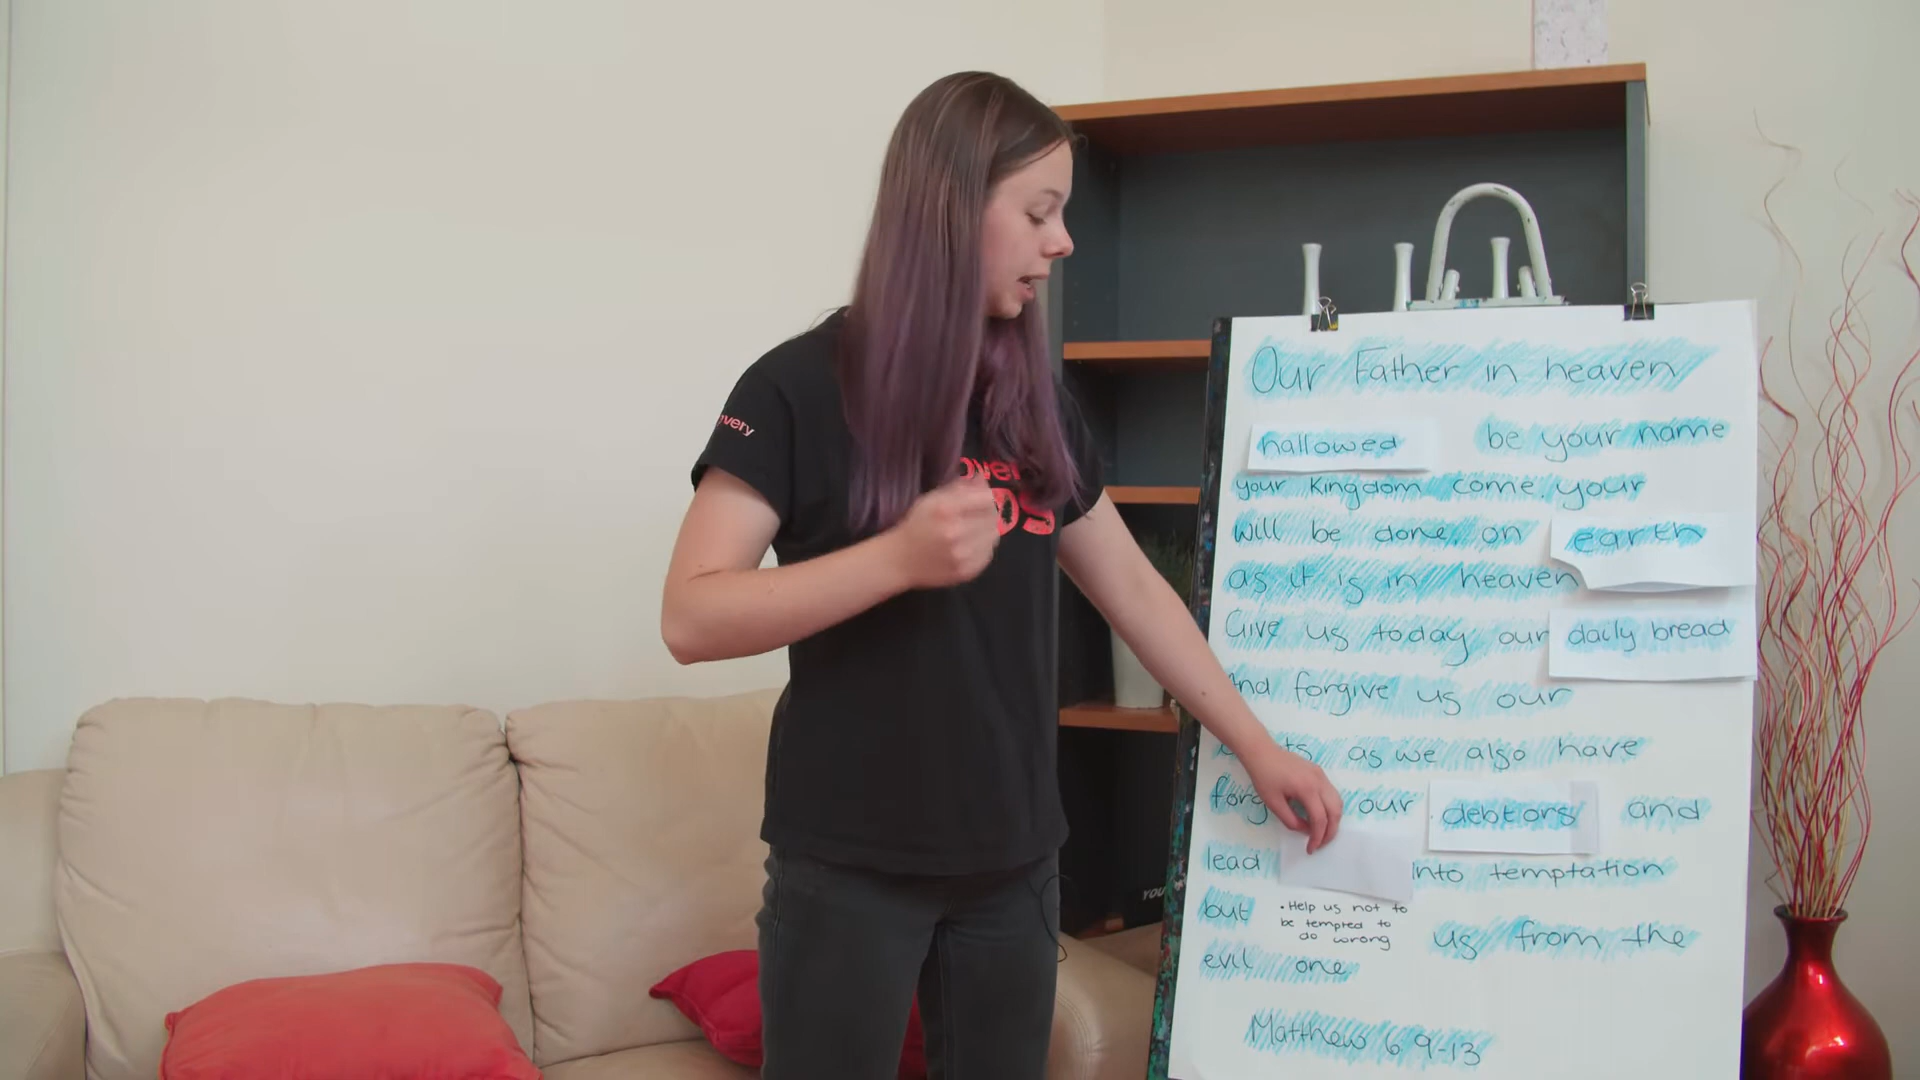 Our Father in heaven
hallowed be your name
your kingdom come. your
will be done, on earth
as it is in heaven
Give us today our daily bread
And forgive us our
as we also have
our debtors and
lead into temptation
but • Help us not to
be tempted to
do wrong
us from the
evil one
Matthew 6 9-13